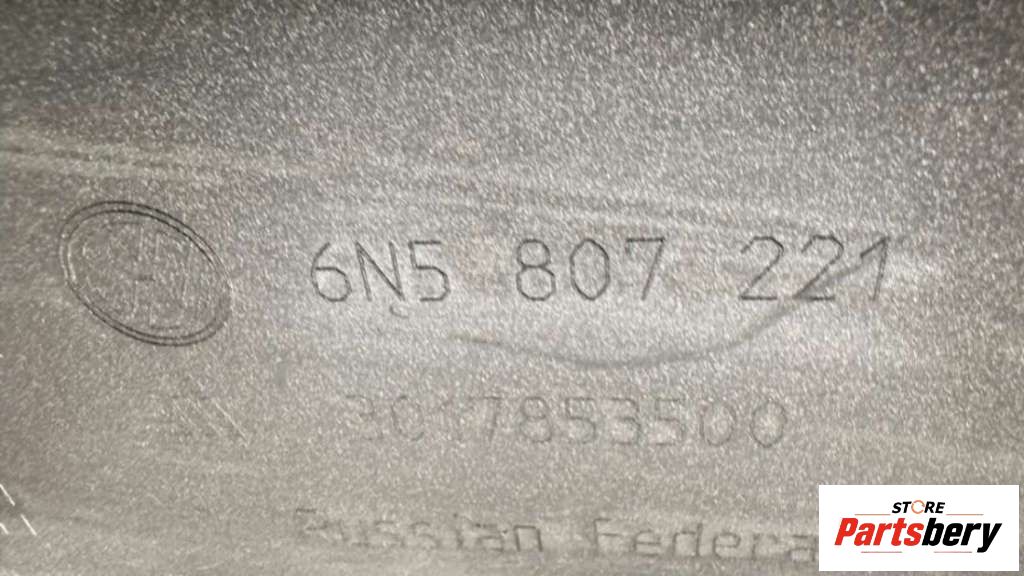 6N5 807 221
3017853500
Russian Federa
STORE
Partsbery